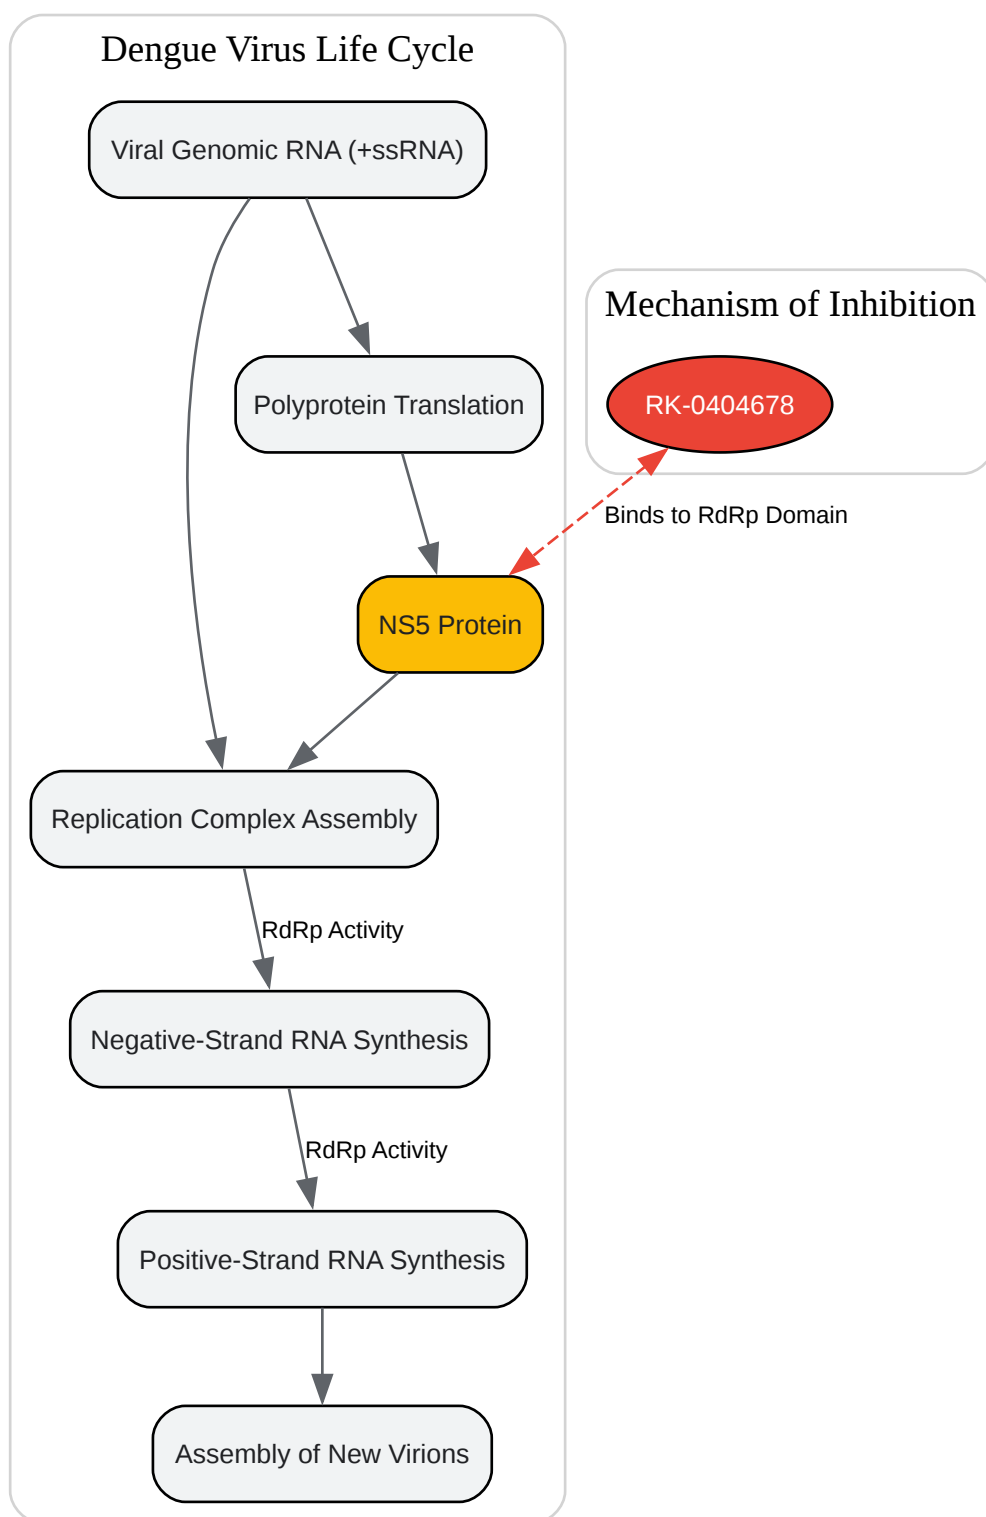 Dengue Virus Life Cycle
Viral Genomic RNA (+ssRNA)
Mechanism of Inhibition
Polyprotein Translation
RK-0404678
Binds to RdRp Domain
NS5 Protein
Replication Complex Assembly
RdRp Activity
Negative-Strand RNA Synthesis
RdRp Activity
Positive-Strand RNA Synthesis
Assembly of New Virions